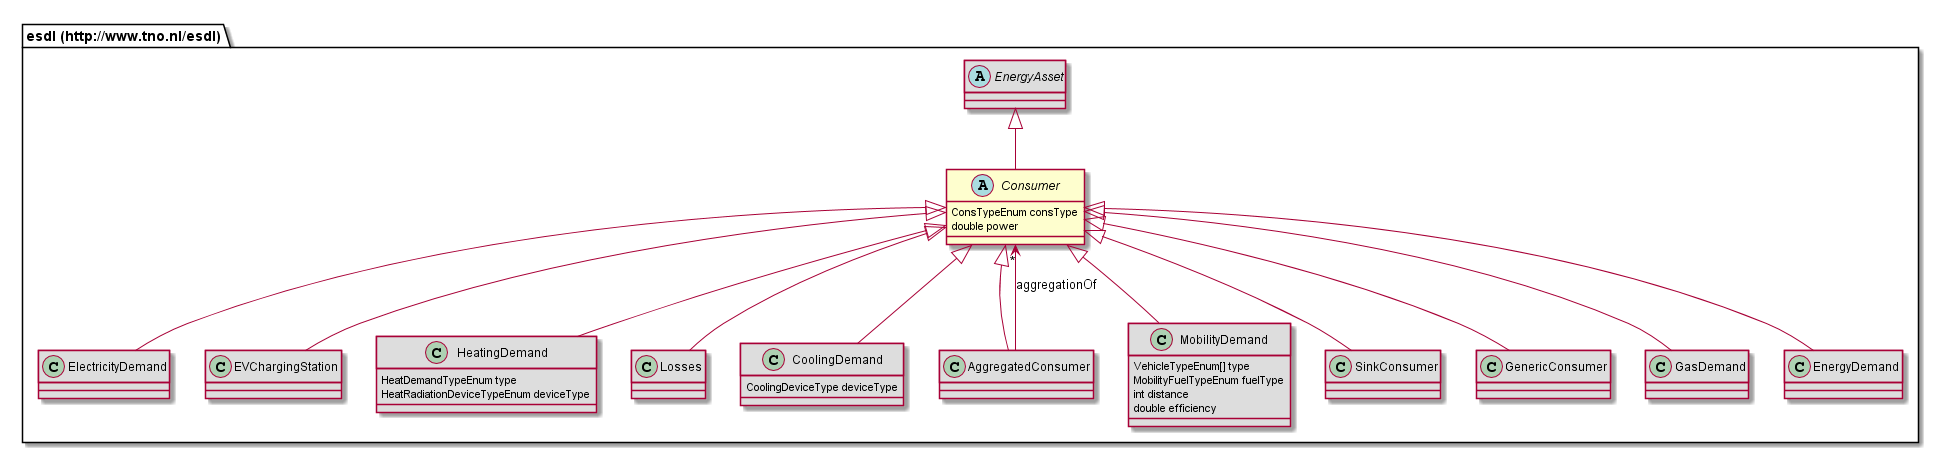 esdl (http://www.tno.nl/esdl)
A EnergyAsset
A Consumer
ConsTypeEnum consType
double power
*
aggregationOf
C ElectricityDemand
C EVChargingStation
C HeatingDemand
HeatDemandTypeEnum type
HeatRadiationDeviceTypeEnum deviceType
C Losses
C CoolingDemand
CoolingDeviceType deviceType
C AggregatedConsumer
C MobilityDemand
VehicleTypeEnum[] type
MobilityFuelTypeEnum fuelType
int distance
double efficiency
C SinkConsumer
C GenericConsumer
C GasDemand
C EnergyDemand